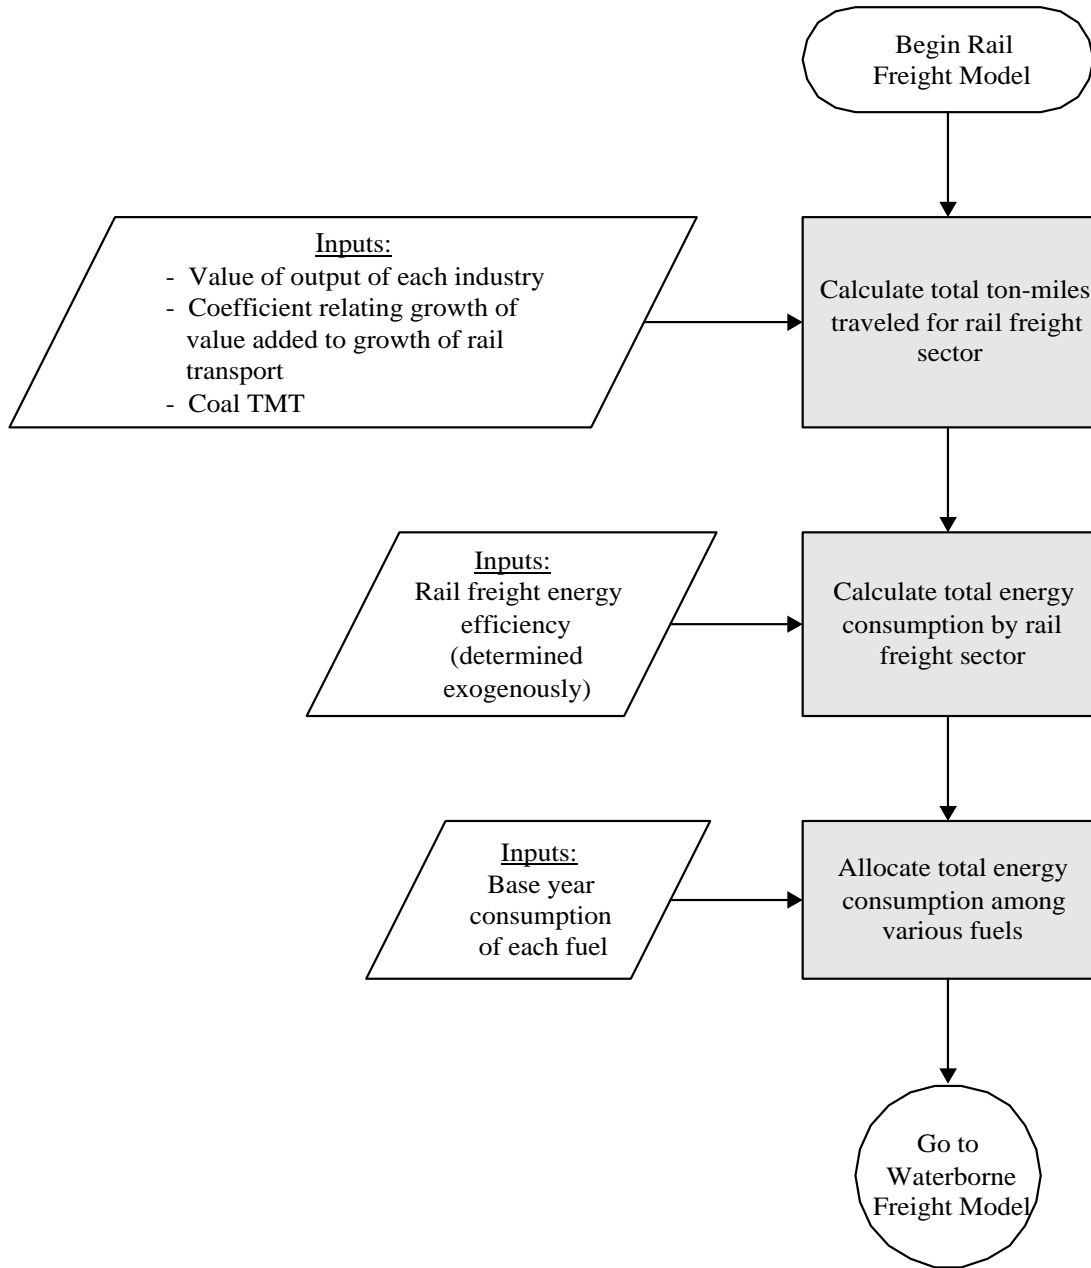 Begin Rail
Freight Model
Inputs:
- Value of output of each industry
- Coefficient relating growth of
value added to growth of rail
transport
- Coal TMT
Calculate total ton-miles
traveled for rail freight
sector
Inputs:
Rail freight energy
efficiency
(determined
exogenously)
Calculate total energy
consumption by rail
freight sector
Inputs:
Base year
consumption
of each fuel
Allocate total energy
consumption among
various fuels
Go to
Waterborne
Freight Model